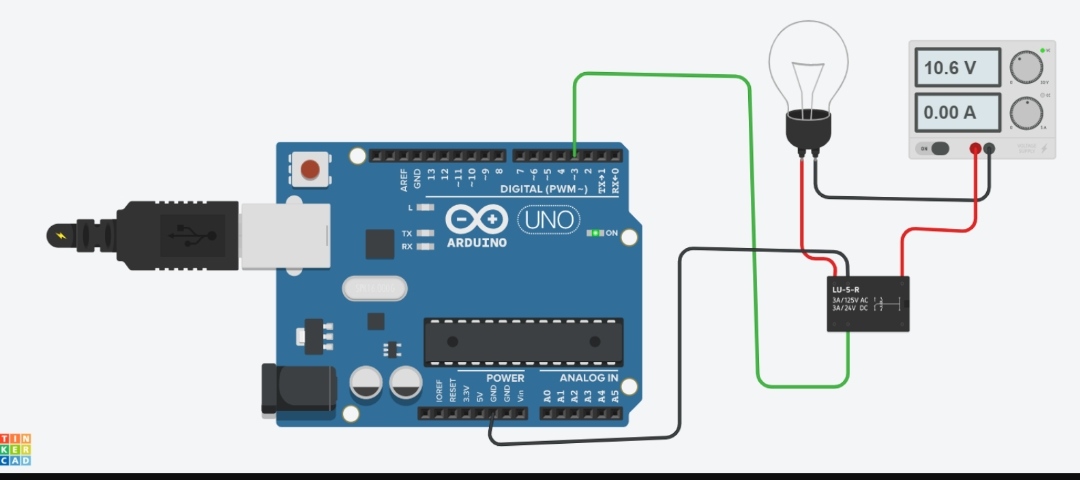 10.6 V
0.00 A
AREF
GND
13
12
~11
~10
~9
8
7
~6
~5
4
~3
2
TX→1
RX←0
DIGITAL (PWM~)
L
TX
RX
UNO
ARDUINO
ON
LU-5-R
3A/125V AC
3A/24V DC
POWER
ANALOG IN
IOREF
RESET
3.3V
5V
GND
GND
Vin
A0
A1
A2
A3
A4
A5
TIN
KER
CAD